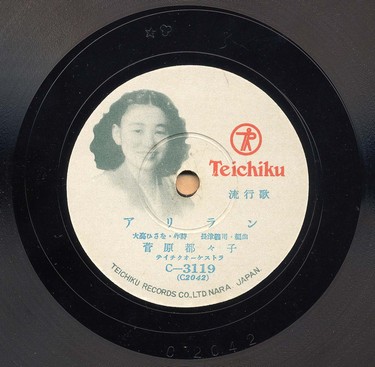 Teichiku
流行歌
アリラン
大高ひさを・作詩 長津義司・編曲
菅原都々子
テイチクオーケストラ
C—3119
(C2042)
TEICHIKU RECORDS CO., LTD. NARA JAPAN.
C 2042